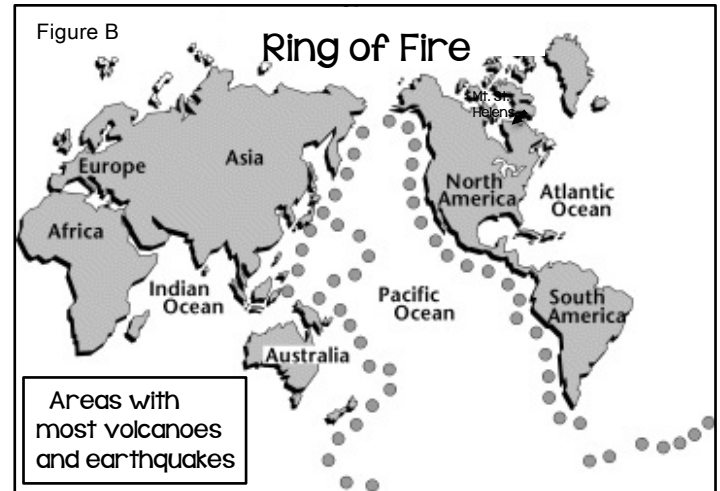 Figure B
Ring of Fire
Mt. St.
Helens
Europe
Asia
North
America
Atlantic
Ocean
Africa
Indian
Ocean
Pacific
Ocean
South
America
Australia
Areas with
most volcanoes
and earthquakes